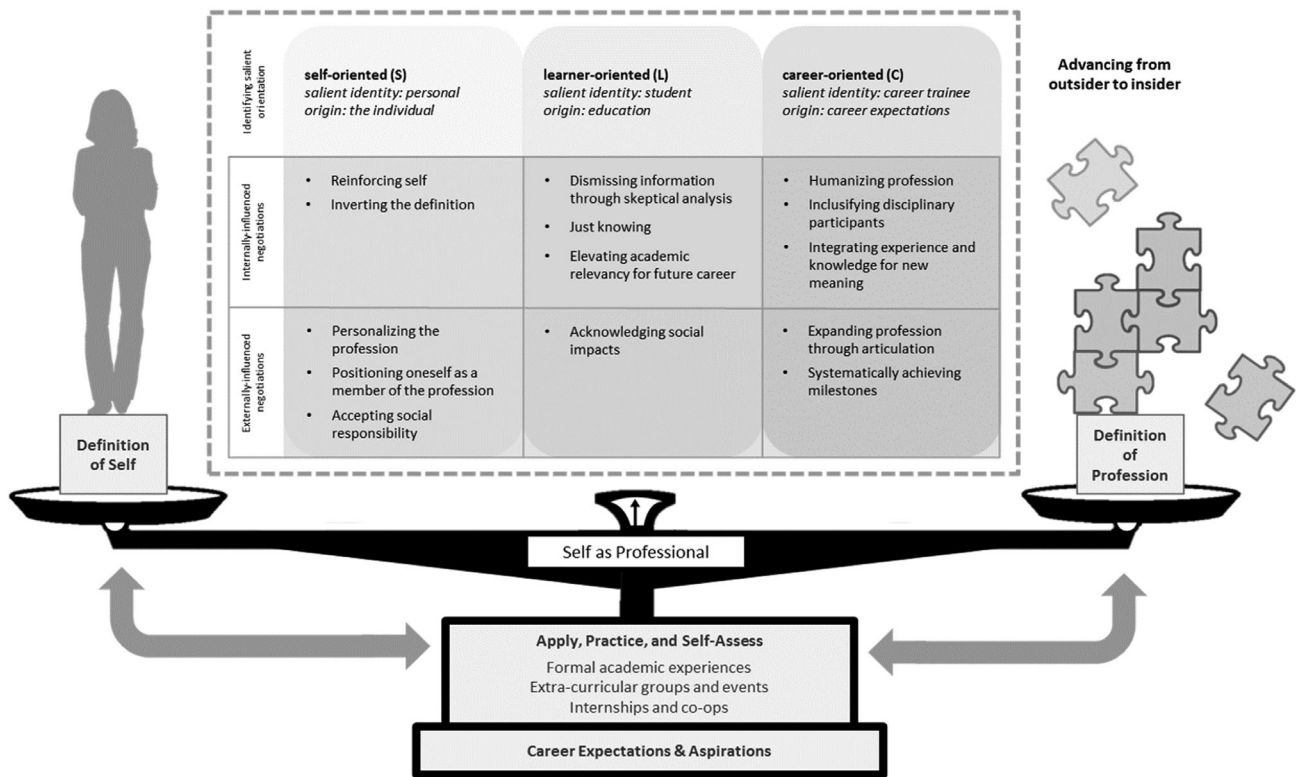 Identifying salient
orientation
self-oriented (S)
salient identity: personal
origin: the individual
learner-oriented (L)
salient identity: student
origin: education
career-oriented (C)
salient identity: career trainee
origin: career expectations
Advancing from
outsider to insider
Internally-influenced
negotiations
• Reinforcing self
• Inverting the definition
• Dismissing information
through skeptical analysis
• Just knowing
• Elevating academic
relevancy for future career
• Humanizing profession
• Inclusifying disciplinary
participants
• Integrating experience and
knowledge for new
meaning
Externally-influenced
negotiations
• Personalizing the
profession
• Positioning oneself as a
member of the profession
• Accepting social
responsibility
• Acknowledging social
impacts
• Expanding profession
through articulation
• Systematically achieving
milestones
Definition
of Self
Definition
of
Profession
Self as Professional
Apply, Practice, and Self-Assess
Formal academic experiences
Extra-curricular groups and events
Internships and co-ops
Career Expectations & Aspirations